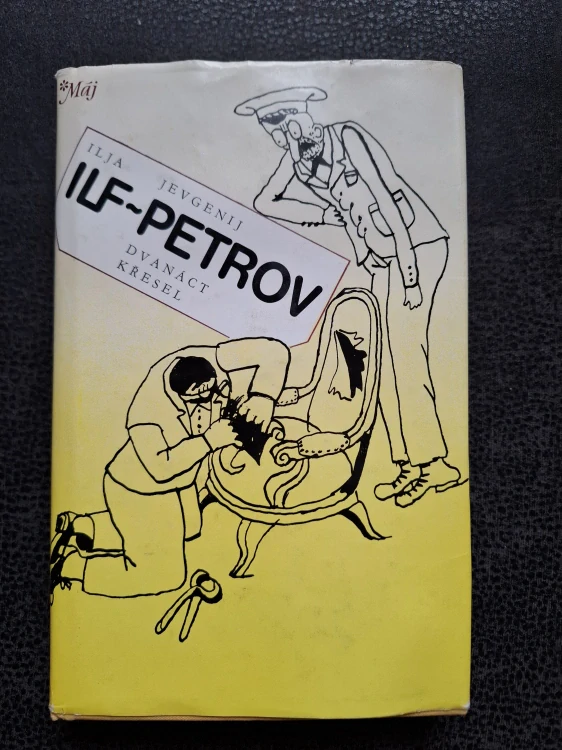 *Máj
ILJA JEVGENIJ
ILF~PETROV
DVANÁCT
KŘESEL